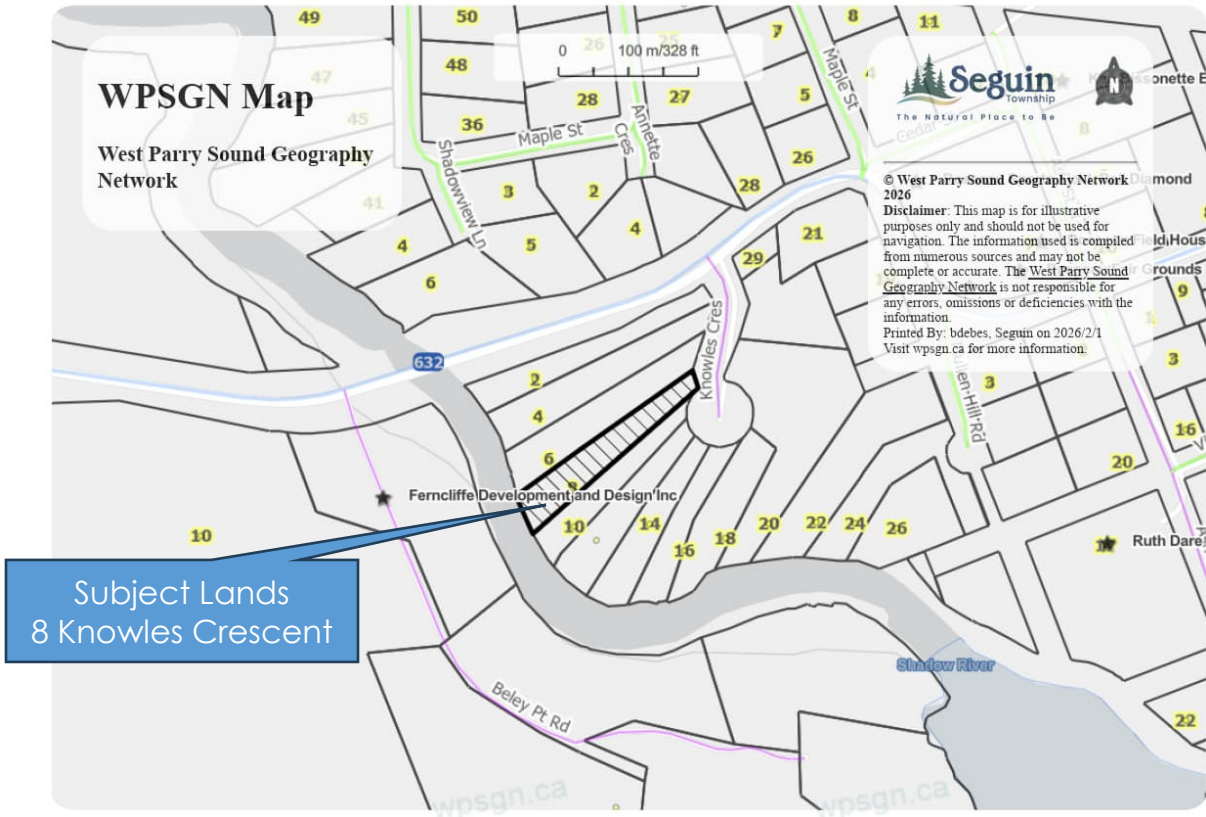 49
50
7
8
11
0
26
25
100 m/328 ft
WPSGN Map
47
48
28
27
5
4
Maple St
Seguin
Township
The Natural Place to Be
N
West Parry Sound Geography
Network
45
36
Maple St
Annette
Cres
26
8
© West Parry Sound Geography Network
2026
Diamond
Disclaimer: This map is for illustrative
purposes only and should not be used for
navigation. The information used is compiled
from numerous sources and may not be
complete or accurate. The West Parry Sound
Geography Network is not responsible for
any errors, omissions or deficiencies with the
information.
Printed By: bdebes, Seguin on 2026/2/1
Visit wpsgn.ca for more information.
41
Shadowview Ln
3
2
28
4
5
4
21
29
6
9
632
Knowles Cres
2
3
3
4
16
6
20
8
Ferncliffe Development and Design Inc
10
10
14
16
18
20
22
24
26
Ruth Dare
Subject Lands
8 Knowles Crescent
Shadow River
Beley Pt Rd
22
wpsgn.ca
wpsgn.ca